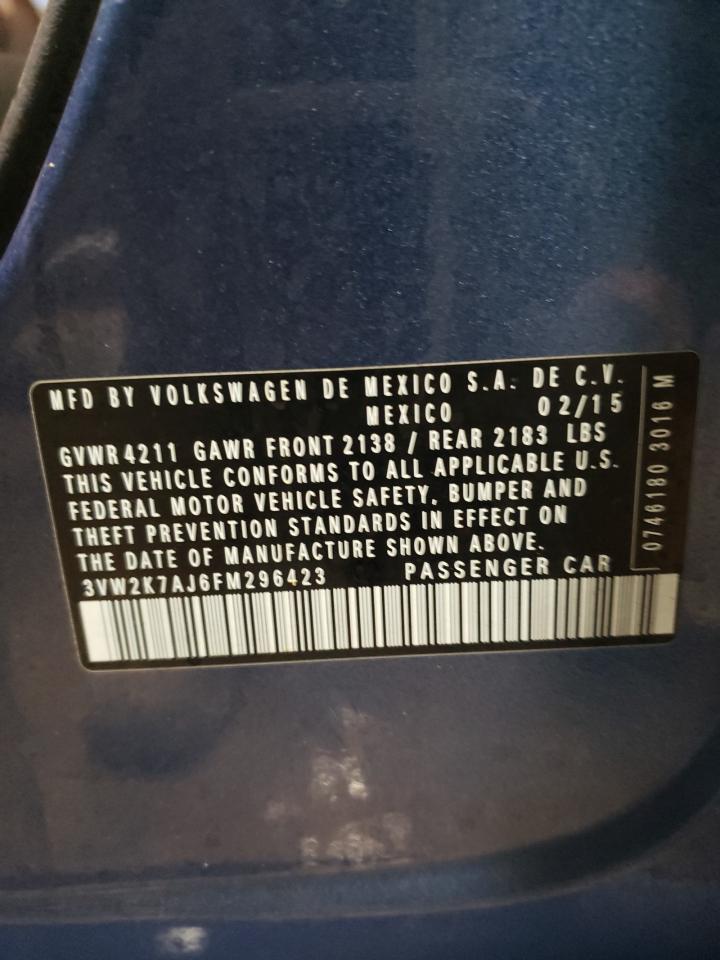 MFD BY VOLKSWAGEN DE MEXICO S.A. DE C.V.
MEXICO 02/15
GVWR 4211 GAWR FRONT 2138 / REAR 2183 LBS
THIS VEHICLE CONFORMS TO ALL APPLICABLE U.S.
FEDERAL MOTOR VEHICLE SAFETY, BUMPER AND
THEFT PREVENTION STANDARDS IN EFFECT ON
THE DATE OF MANUFACTURE SHOWN ABOVE.
3VW2K7AJ6FM296423 PASSENGER CAR
0746180 3016 M